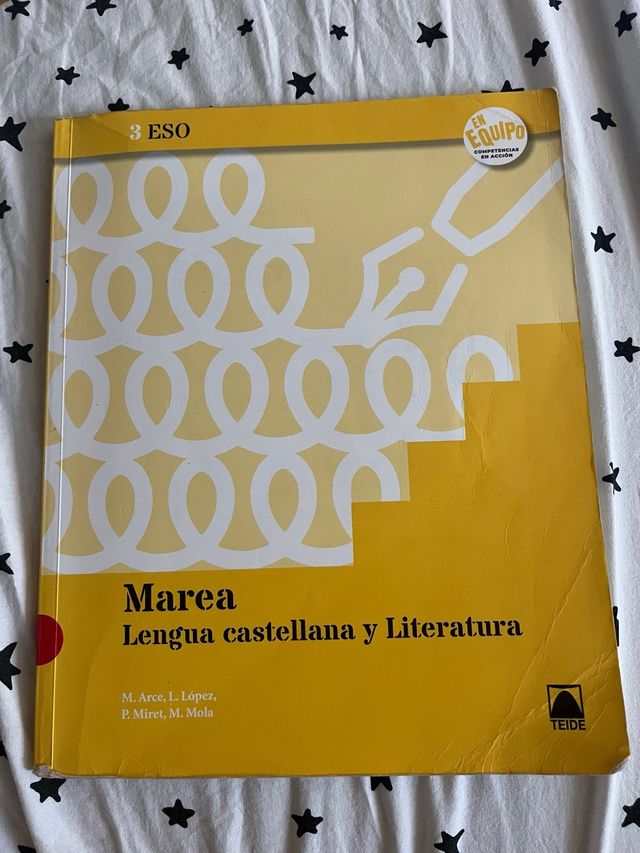 3 ESO
EN
EQUIPO
COMPETENCIAS
EN ACCIÓN
Marea
Lengua castellana y Literatura
M. Arce, L. López,
P. Miret, M. Mola
TEIDE